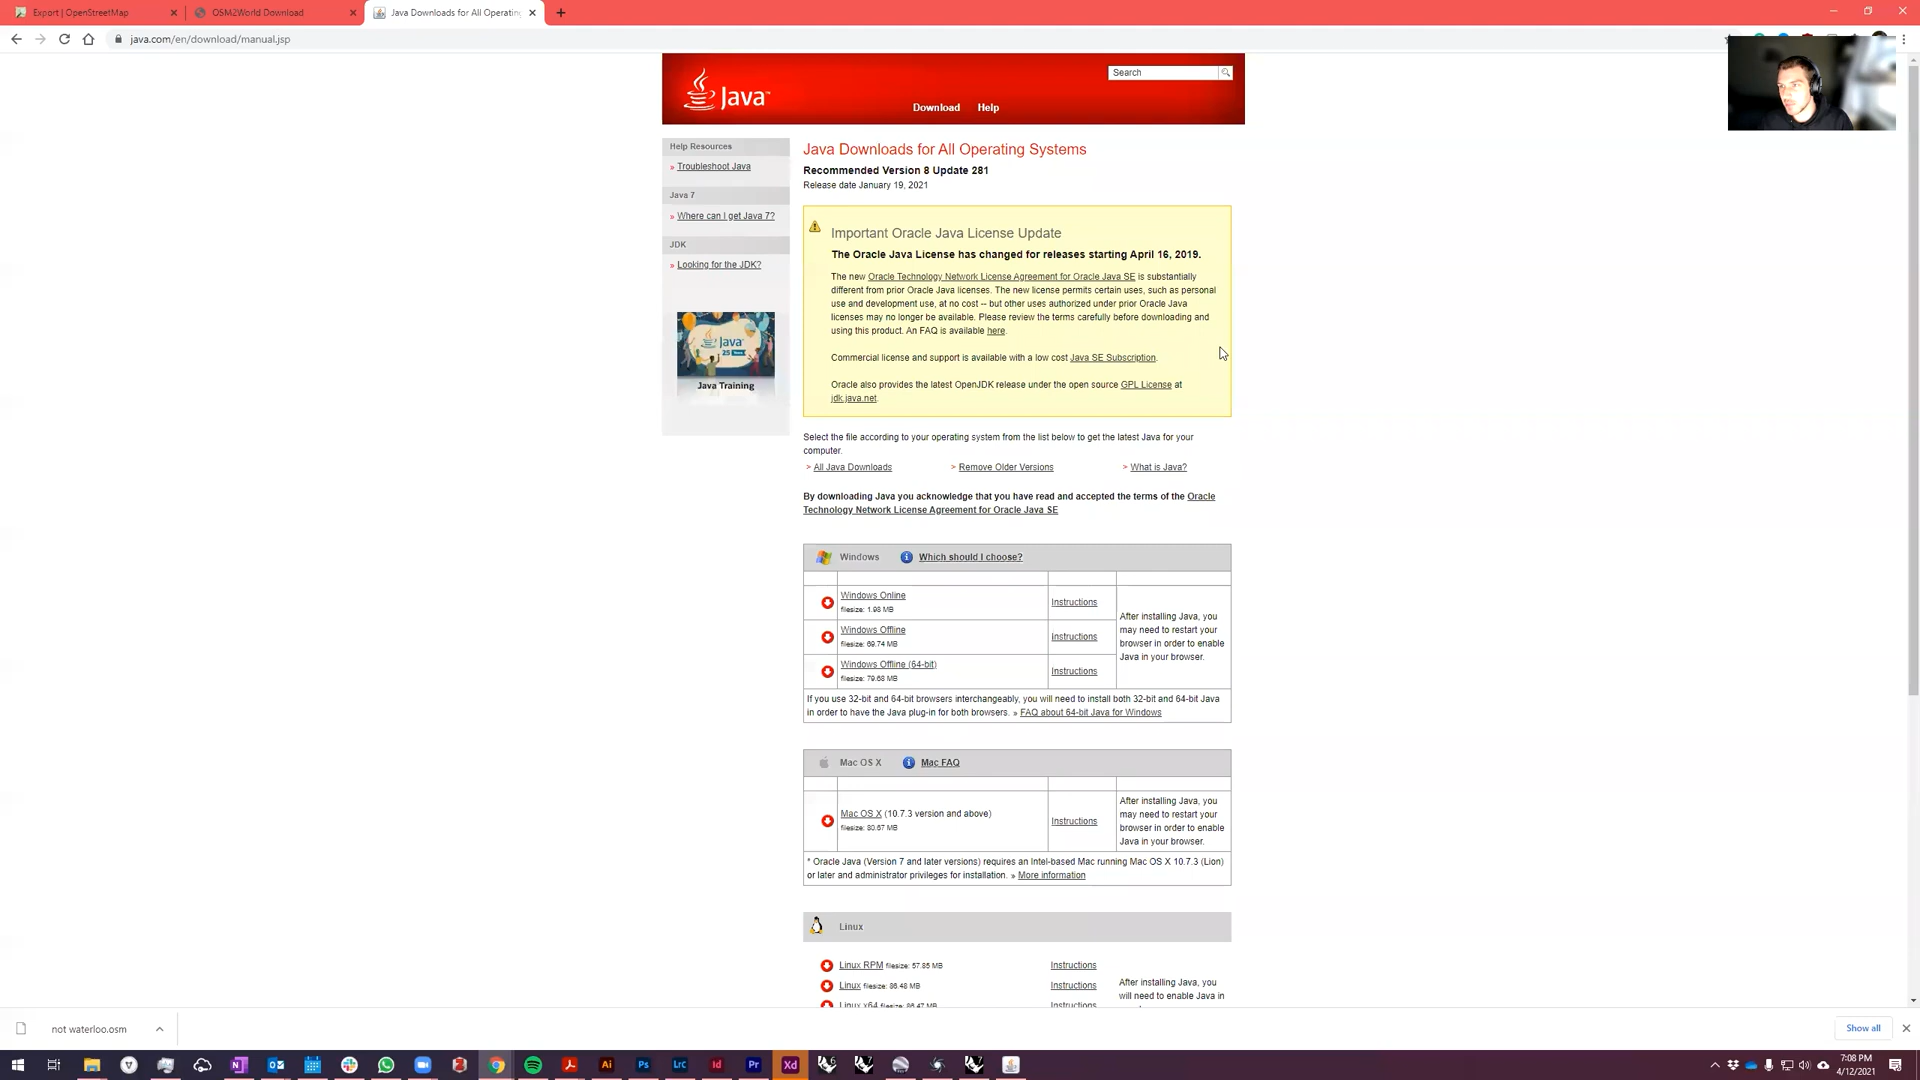 Export | OpenStreetMap
OSM2World Download
Java Downloads for All Operating
java.com/en/download/manual.jsp
Search
Java
Download Help
Help Resources
» Troubleshoot Java
Java 7
» Where can I get Java 7?
JDK
» Looking for the JDK?
Java
25
Java Training
Java Downloads for All Operating Systems
Recommended Version 8 Update 281
Release date January 19, 2021
Important Oracle Java License Update
The Oracle Java License has changed for releases starting April 16, 2019.
The new Oracle Technology Network License Agreement for Oracle Java SE is substantially
different from prior Oracle Java licenses. The new license permits certain uses, such as personal
use and development use, at no cost -- but other uses authorized under prior Oracle Java
licenses may no longer be available. Please review the terms carefully before downloading and
using this product. An FAQ is available here.
Commercial license and support is available with a low cost Java SE Subscription.
Oracle also provides the latest OpenJDK release under the open source GPL License at
jdk.java.net.
Select the file according to your operating system from the list below to get the latest Java for your
computer.
> All Java Downloads > Remove Older Versions > What is Java?
By downloading Java you acknowledge that you have read and accepted the terms of the Oracle
Technology Network License Agreement for Oracle Java SE
Windows Which should I choose?
Windows Online
filesize: 1.98 MB
Instructions
Windows Offline
filesize: 69.74 MB
Instructions
Windows Offline (64-bit)
filesize: 79.68 MB
Instructions
After installing Java, you
may need to restart your
browser in order to enable
Java in your browser.
If you use 32-bit and 64-bit browsers interchangeably, you will need to install both 32-bit and 64-bit Java
in order to have the Java plug-in for both browsers. » FAQ about 64-bit Java for Windows
Mac OS X Mac FAQ
Mac OS X (10.7.3 version and above)
filesize: 80.67 MB
Instructions
After installing Java, you
may need to restart your
browser in order to enable
Java in your browser.
* Oracle Java (Version 7 and later versions) requires an Intel-based Mac running Mac OS X 10.7.3 (Lion)
or later and administrator privileges for installation. » More information
Linux
Linux RPM filesize: 57.85 MB Instructions
Linux filesize: 86.48 MB Instructions
Linux x64 filesize: 86.47 MB Instructions
After installing Java, you
will need to enable Java in
not waterloo.osm
Show all
Ai
Ps
Lrc
Id
Pr
Xd
6
7
7
7:08 PM
4/12/2021